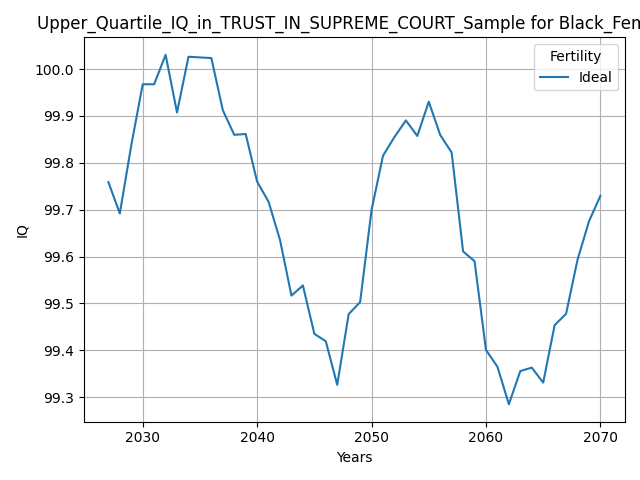 Upper_Quartile_IQ_in_TRUST_IN_SUPREME_COURT_Sample for Black_Fem
Fertility
Ideal
100.0
99.9
99.8
99.7
99.6
99.5
99.4
99.3
IQ
2030 2040 2050 2060 2070
Years